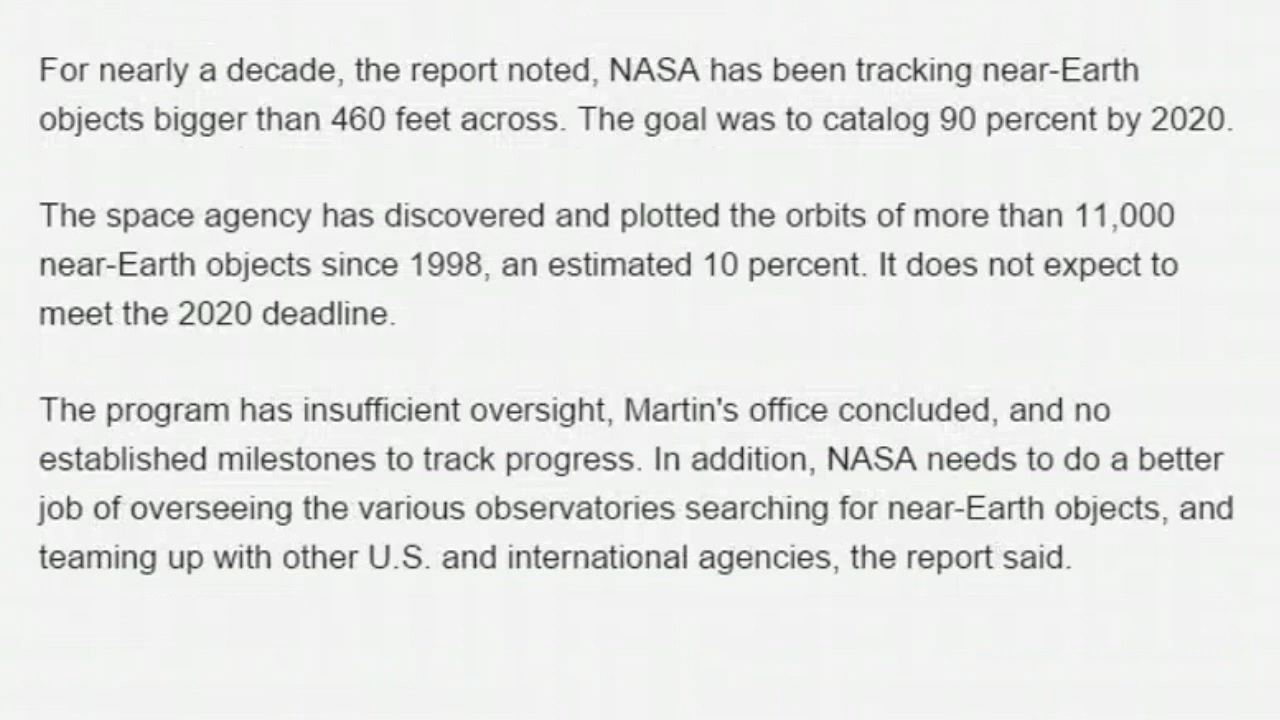 For nearly a decade, the report noted, NASA has been tracking near-Earth
objects bigger than 460 feet across. The goal was to catalog 90 percent by 2020.
The space agency has discovered and plotted the orbits of more than 11,000
near-Earth objects since 1998, an estimated 10 percent. It does not expect to
meet the 2020 deadline.
The program has insufficient oversight, Martin's office concluded, and no
established milestones to track progress. In addition, NASA needs to do a better
job of overseeing the various observatories searching for near-Earth objects, and
teaming up with other U.S. and international agencies, the report said.